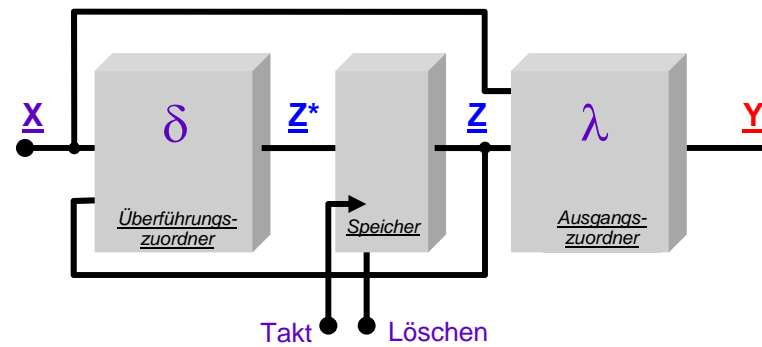 X
δ
Überführungs-
zuordner
Z*
Speicher
Z
λ
Ausgangs-
zuordner
Y
Takt
Löschen